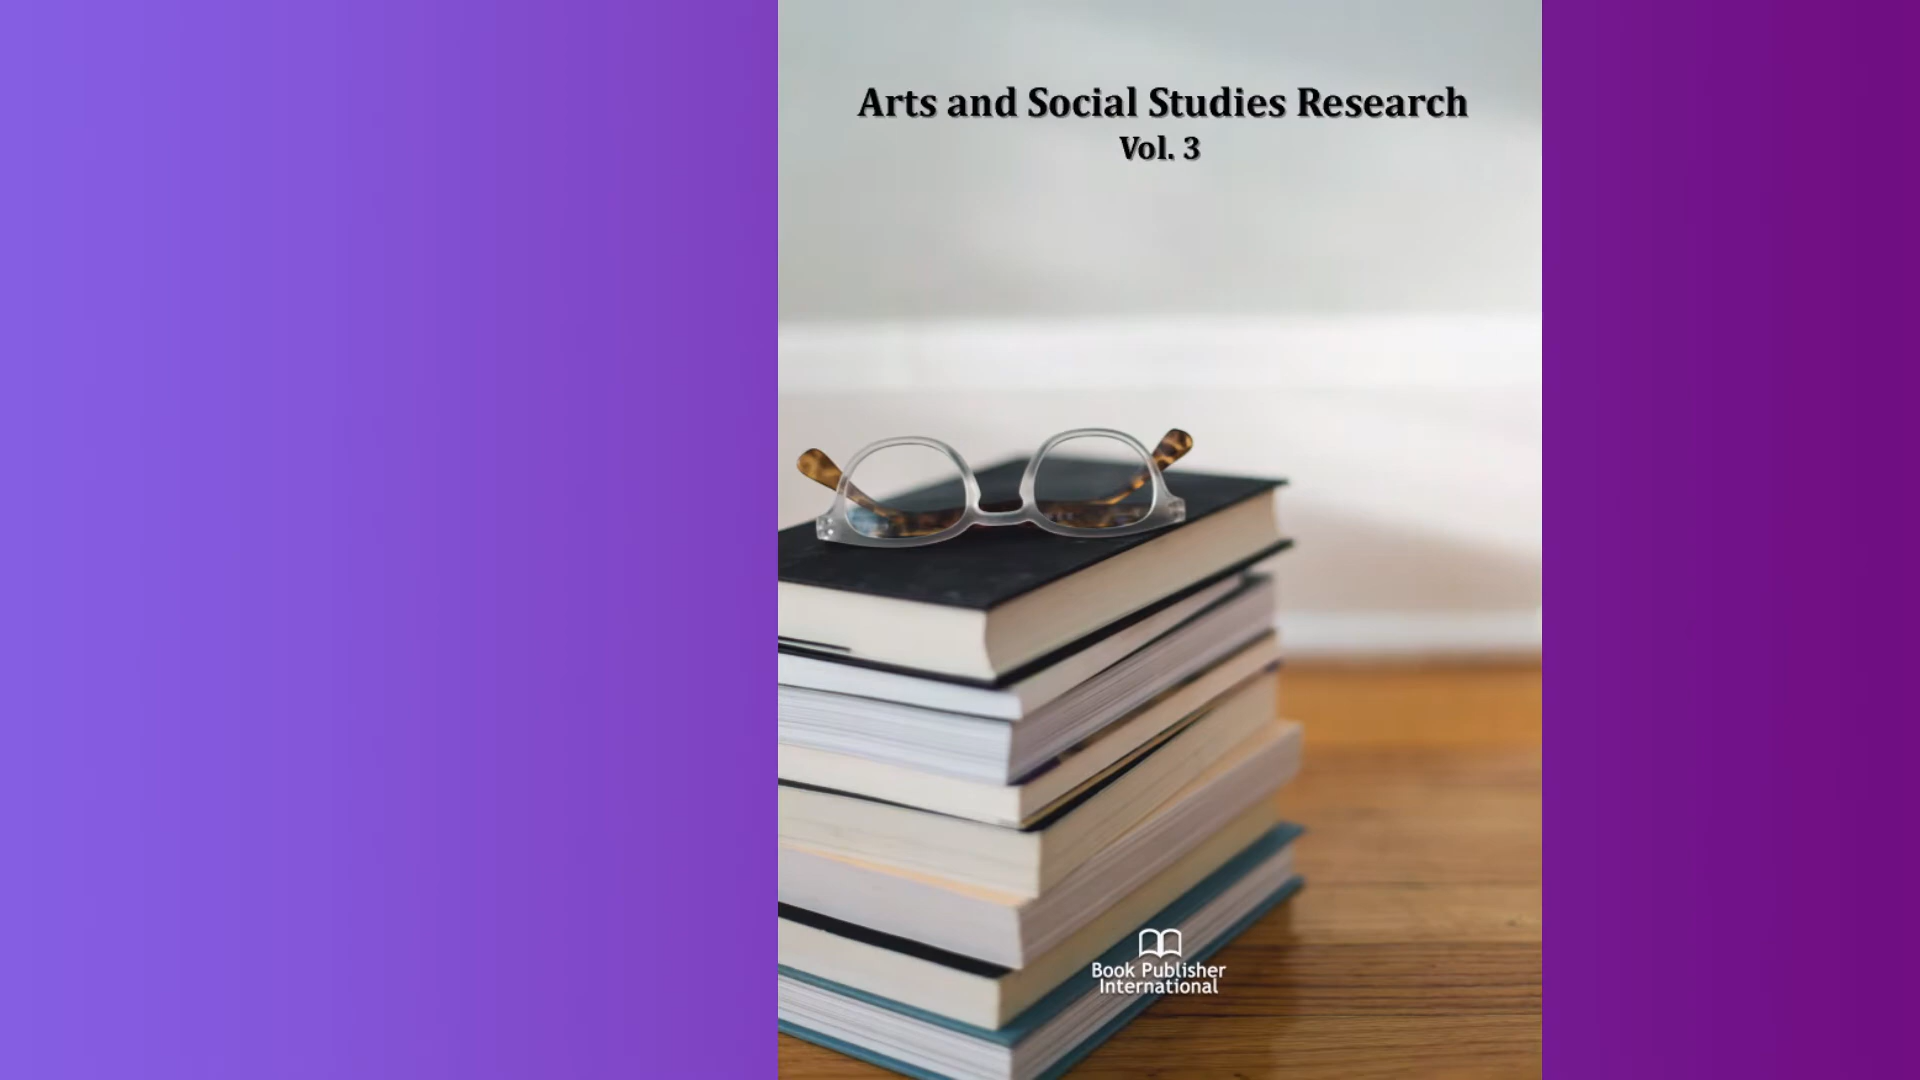 Arts and Social Studies Research
Vol. 3
Book Publisher
International